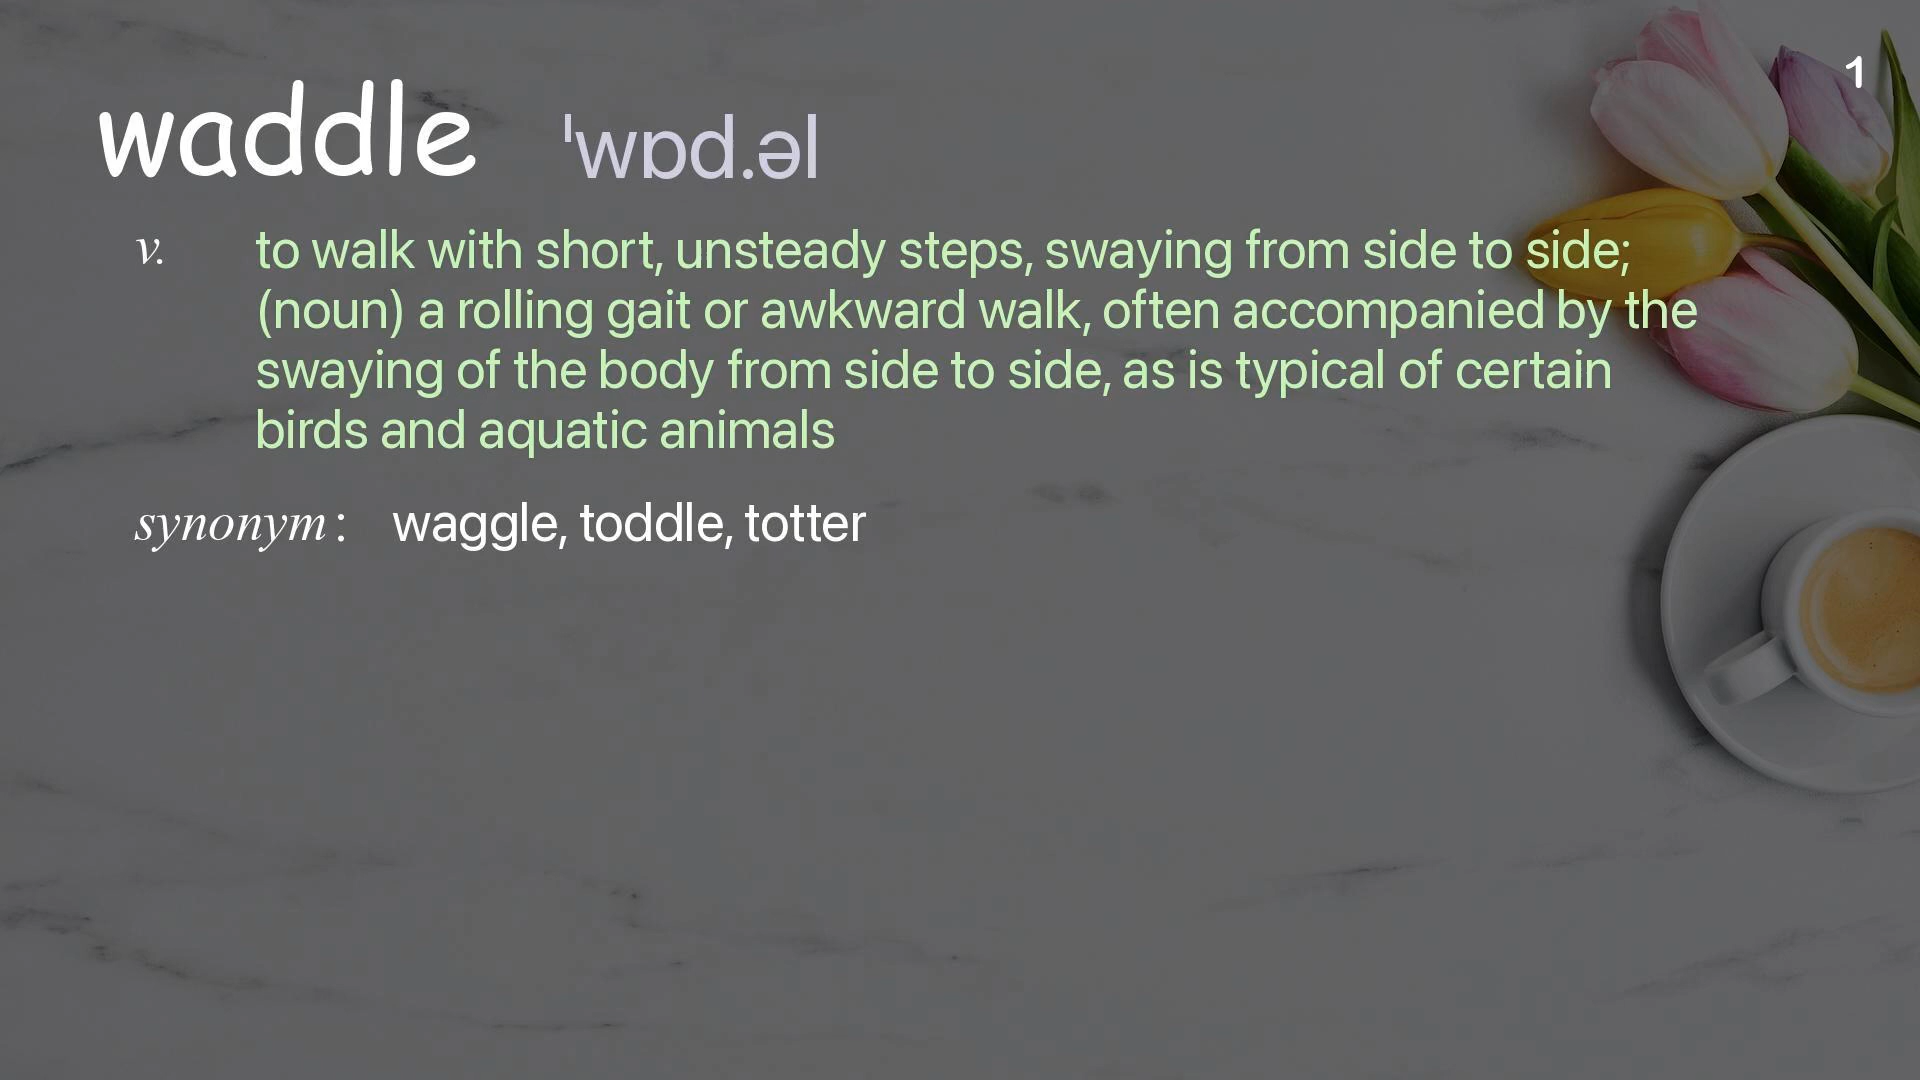 1
waddle ˈwɒd.əl
v. to walk with short, unsteady steps, swaying from side to side;
(noun) a rolling gait or awkward walk, often accompanied by the
swaying of the body from side to side, as is typical of certain
birds and aquatic animals
synonym: waggle, toddle, totter